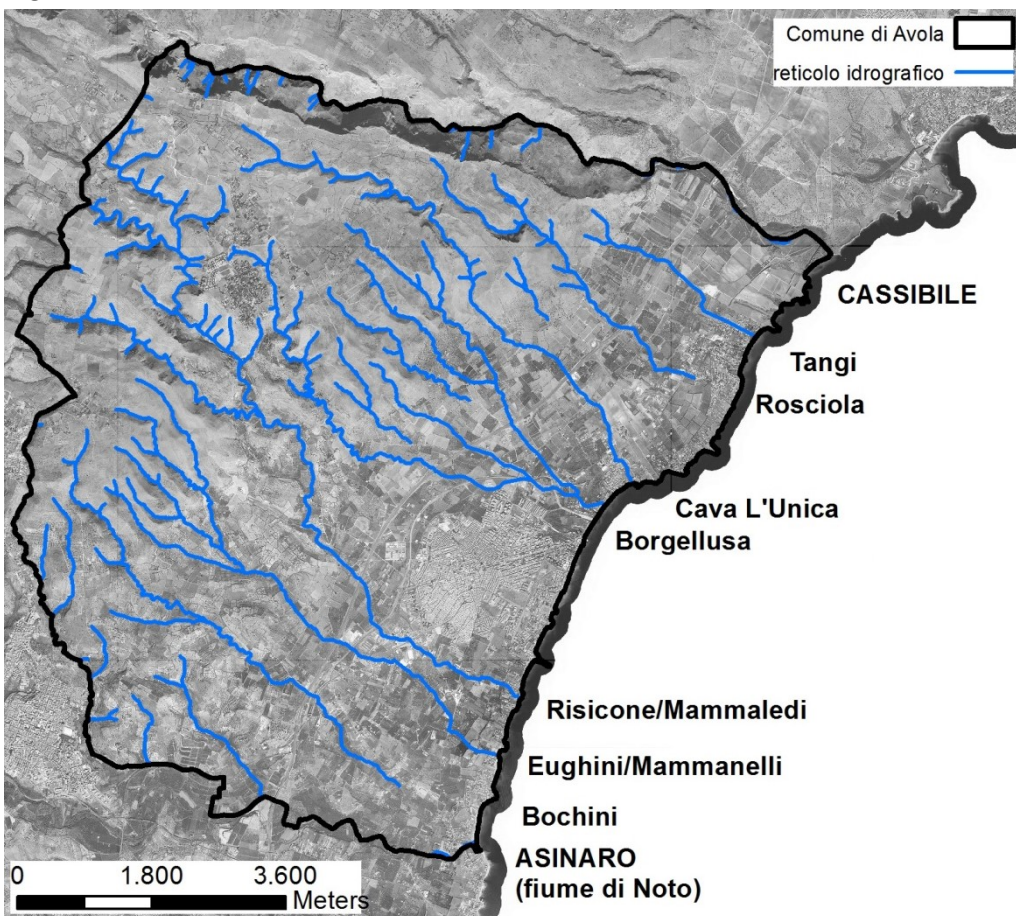 Comune di Avola
reticolo idrografico
CASSIBILE
Tangi
Rosciola
Cava L'Unica
Borgellusa
Risicone/Mammaledi
Eughini/Mammanelli
Bochini
ASINARO
(fiume di Noto)
0 1.800 3.600
Meters